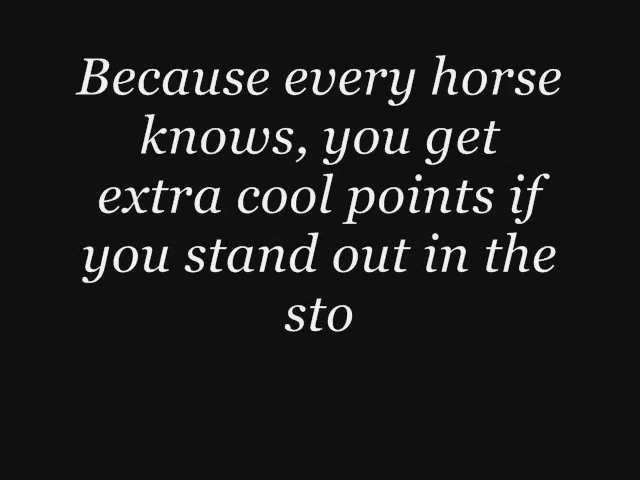 Because every horse
knows, you get
extra cool points if
you stand out in the
sto